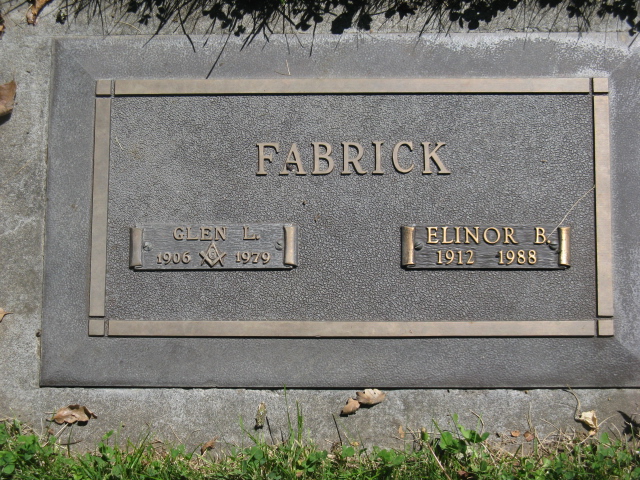 FABRICK
GLEN L.
1906 G 1979
ELINOR B.
1912 1988